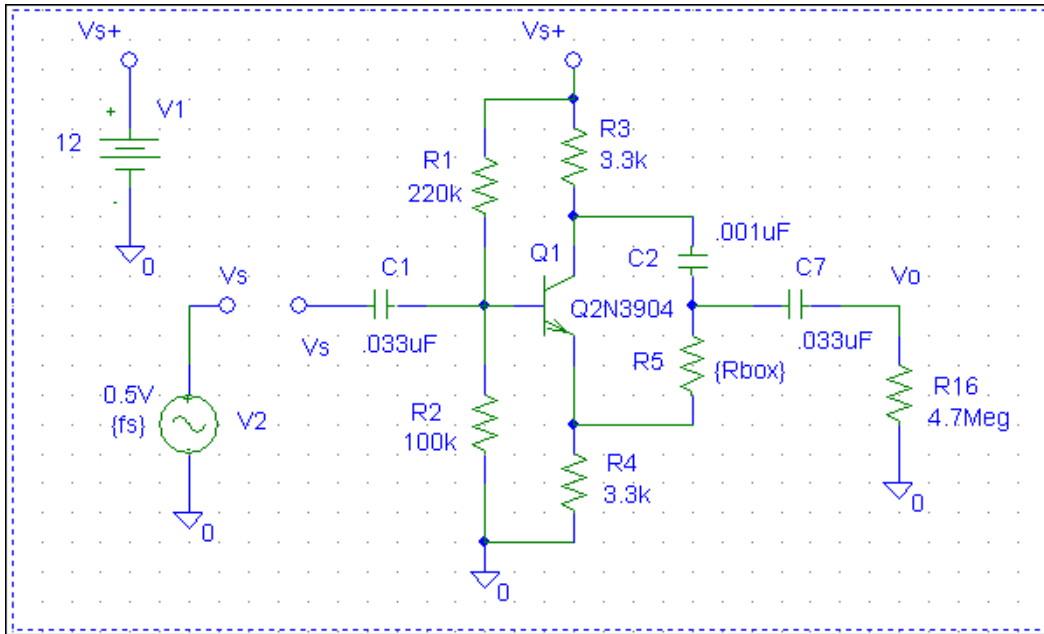 Vs+
Vs+
V1
+
12
-
0
R1
220k
R3
3.3k
Q1
Q2N3904
.001uF
C2
C7
.033uF
Vo
Vs
Vs
C1
.033uF
R5
{Rbox}
R16
4.7Meg
0.5V
{fs}
+
V2
R2
100k
R4
3.3k
0
0
0